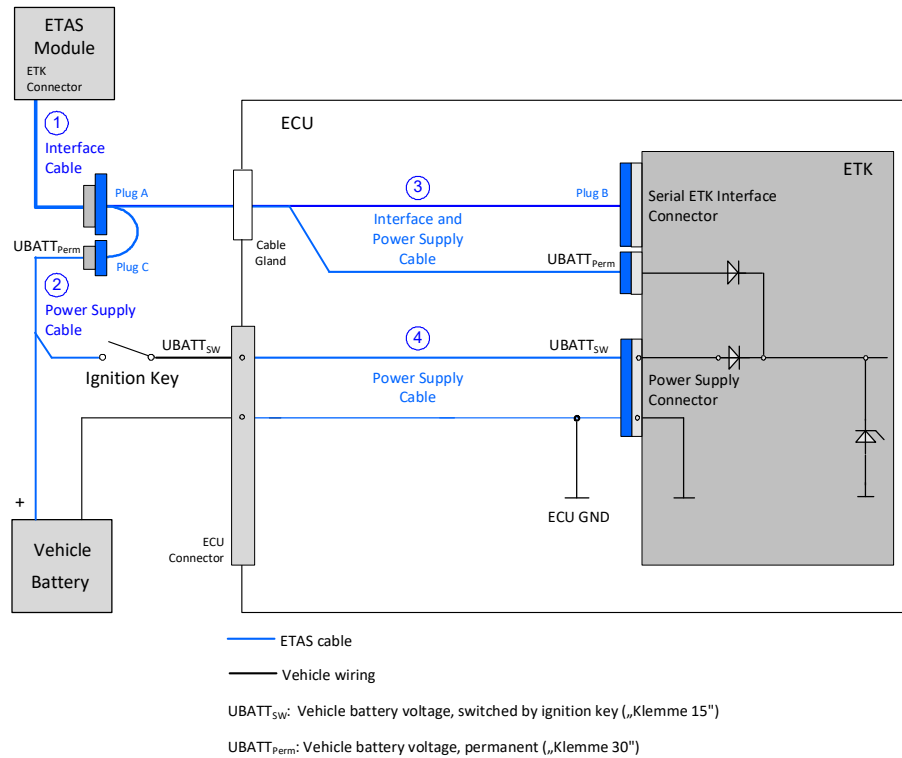 ETAS
Module
ETK
Connector
1
Interface
Cable
ECU
ETK
Plug A
3
Plug B
Serial ETK Interface
Connector
Interface and
Power Supply
Cable
UBATTPerm
Plug C
Cable
Gland
UBATTPerm
2
Power Supply
Cable
UBATTSW
4
UBATTSW
Ignition Key
Power Supply
Cable
Power Supply
Connector
+
ECU GND
Vehicle
Battery
ECU
Connector
ETAS cable
Vehicle wiring
UBATTSW: Vehicle battery voltage, switched by ignition key („Klemme 15")
UBATTPerm: Vehicle battery voltage, permanent („Klemme 30")